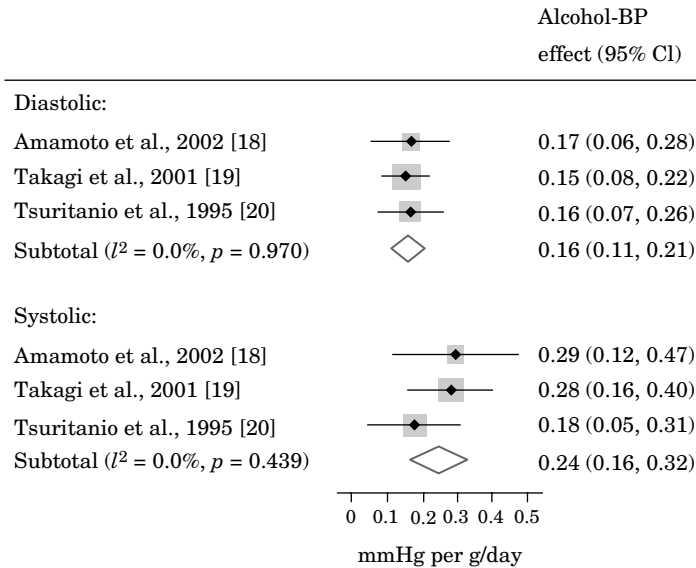 Alcohol-BP
effect (95% Cl)
Diastolic:
Amamoto et al., 2002 [18] 0.17 (0.06, 0.28)
Takagi et al., 2001 [19] 0.15 (0.08, 0.22)
Tsuritanio et al., 1995 [20] 0.16 (0.07, 0.26)
Subtotal (l² = 0.0%, p = 0.970) 0.16 (0.11, 0.21)
Systolic:
Amamoto et al., 2002 [18] 0.29 (0.12, 0.47)
Takagi et al., 2001 [19] 0.28 (0.16, 0.40)
Tsuritanio et al., 1995 [20] 0.18 (0.05, 0.31)
Subtotal (l² = 0.0%, p = 0.439) 0.24 (0.16, 0.32)
0 0.1 0.2 0.3 0.4 0.5
mmHg per g/day